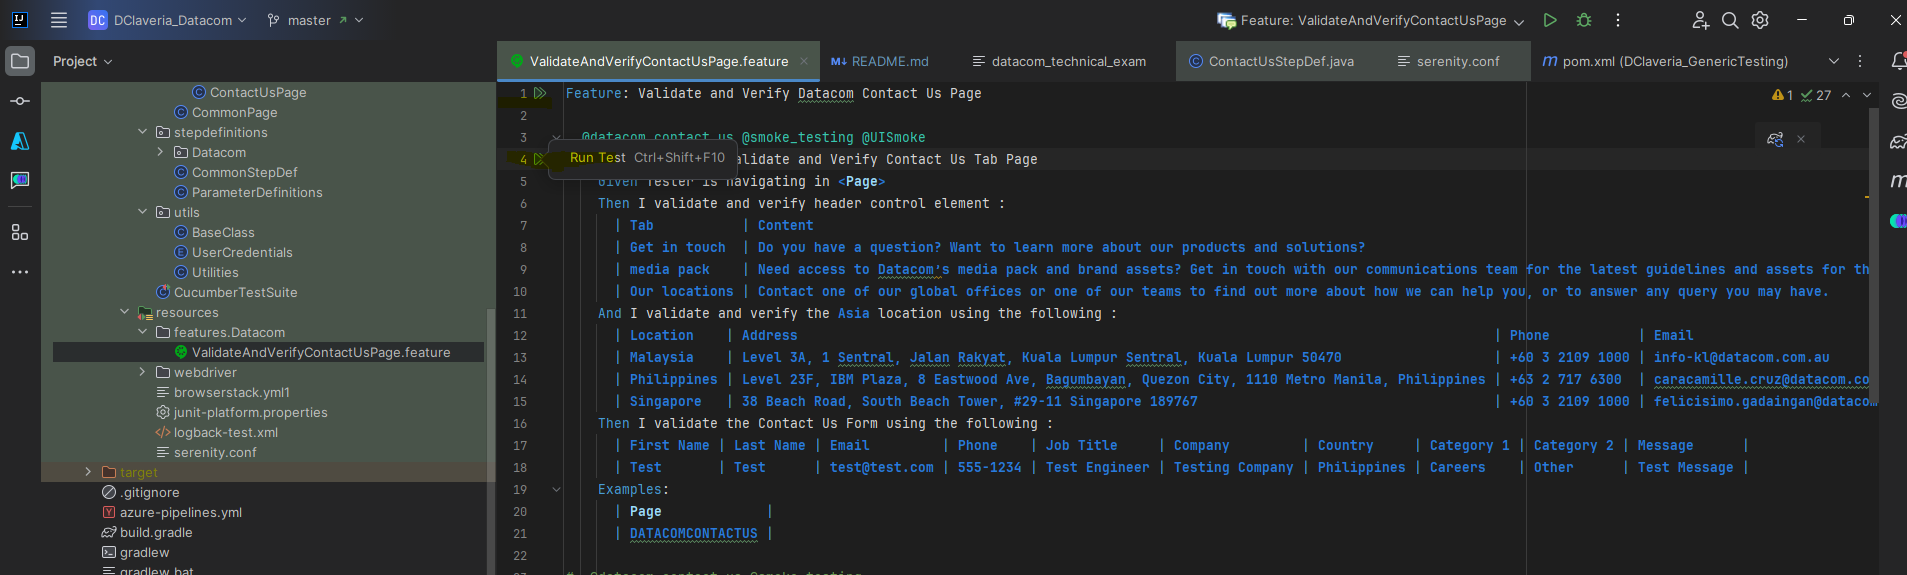 DC DClaveria_Datacom master Feature: ValidateAndVerifyContactUsPage
Project
ValidateAndVerifyContactUsPage.feature README.md datacom_technical_exam ContactUsStepDef.java serenity.conf pom.xml (DClaveria_GenericTesting)
ContactUsPage
CommonPage
stepdefinitions
Datacom
CommonStepDef
ParameterDefinitions
utils
BaseClass
UserCredentials
Utilities
CucumberTestSuite
resources
features.Datacom
ValidateAndVerifyContactUsPage.feature
webdriver
browserstack.yml1
junit-platform.properties
logback-test.xml
serenity.conf
target
.gitignore
azure-pipelines.yml
build.gradle
gradlew
gradlew.bat
1 Feature: Validate and Verify Datacom Contact Us Page
1 27
2
3 @datacom_contact_us @smoke_testing @UISmoke
4 alidate and Verify Contact Us Tab Page
Run Test Ctrl+Shift+F10
5 Given Tester is navigating in <Page>
6 Then I validate and verify header control element :
7 | Tab | Content
8 | Get in touch | Do you have a question? Want to learn more about our products and solutions?
9 | media pack | Need access to Datacom's media pack and brand assets? Get in touch with our communications team for the latest guidelines and assets for th
10 | Our locations | Contact one of our global offices or one of our teams to find out more about how we can help you, or to answer any query you may have.
11 And I validate and verify the Asia location using the following :
12 | Location | Address | Phone | Email
13 | Malaysia | Level 3A, 1 Sentral, Jalan Rakyat, Kuala Lumpur Sentral, Kuala Lumpur 50470 | +60 3 2109 1000 | info-kl@datacom.com.au
14 | Philippines | Level 23F, IBM Plaza, 8 Eastwood Ave, Bagumbayan, Quezon City, 1110 Metro Manila, Philippines | +63 2 717 6300 | caracamille.cruz@datacom.co
15 | Singapore | 38 Beach Road, South Beach Tower, #29-11 Singapore 189767 | +60 3 2109 1000 | felicisimo.gadaingan@datacom
16 Then I validate the Contact Us Form using the following :
17 | First Name | Last Name | Email | Phone | Job Title | Company | Country | Category 1 | Category 2 | Message |
18 | Test | Test | test@test.com | 555-1234 | Test Engineer | Testing Company | Philippines | Careers | Other | Test Message |
19 Examples:
20 | Page |
21 | DATACOMCONTACTUS |
22